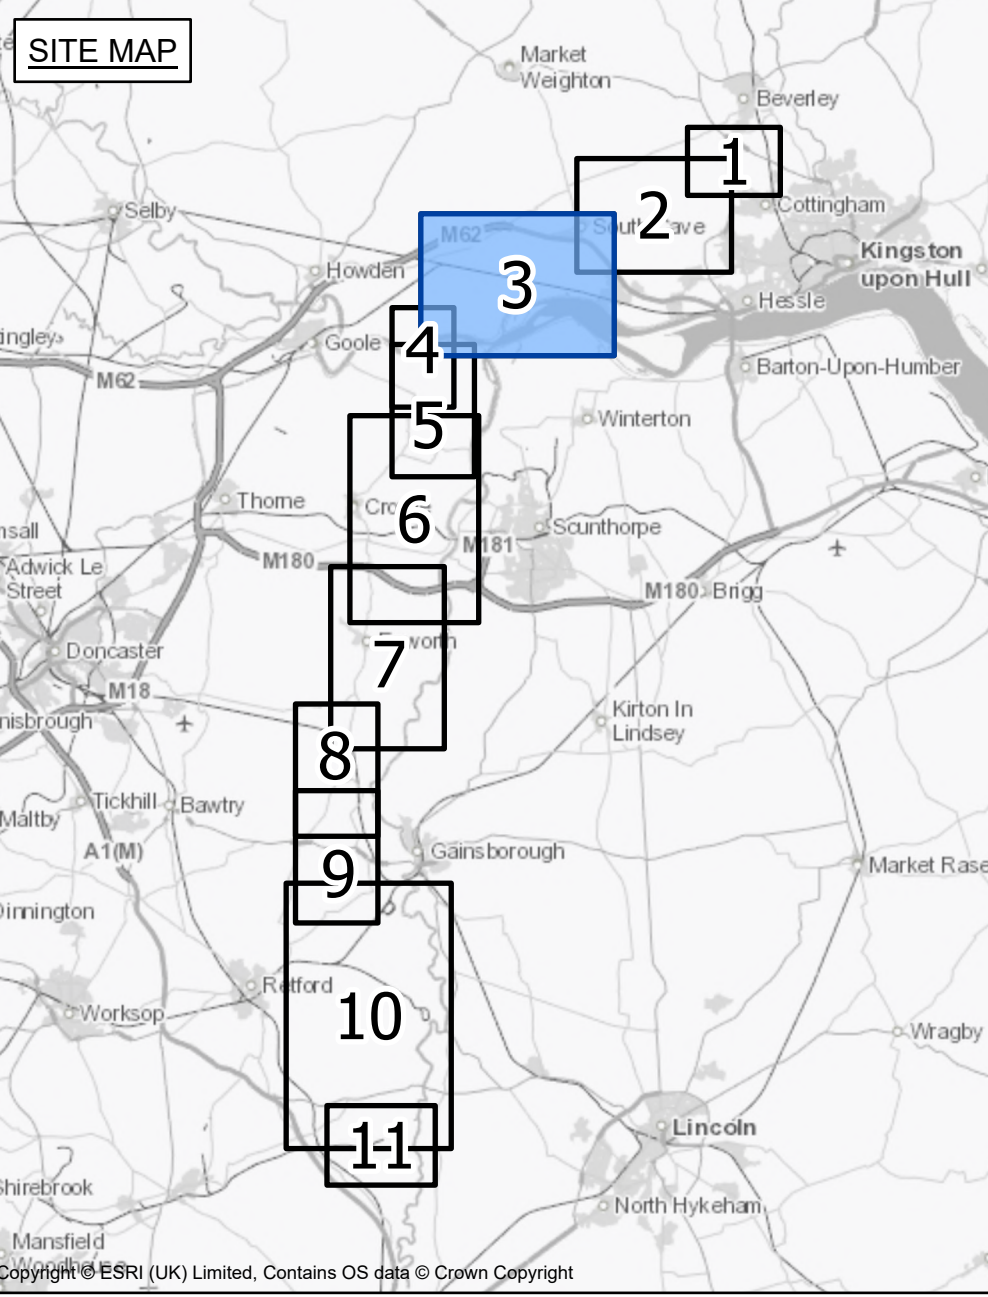 SITE MAP
Market
Weighton
Beverley
1
Selby
Cottingham
2
M62
Kingston
upon Hull
Howden
3
Hessle
Goole
4
M62
Barton-Upon-Humber
5
Winterton
Thorne
6
Scunthorpe
M181
M180
Adwick Le
Street
M180
Brigg
Doncaster
7
M18
Kirton In
Lindsey
8
Tickhill
Bawtry
Maltby
A1(M)
Gainsborough
Market Rase
9
Dinnington
Retford
Worksop
10
Wragby
Lincoln
11
Shirebrook
North Hykeham
Mansfield
Woodhouse
Copyright © ESRI (UK) Limited, Contains OS data © Crown Copyright